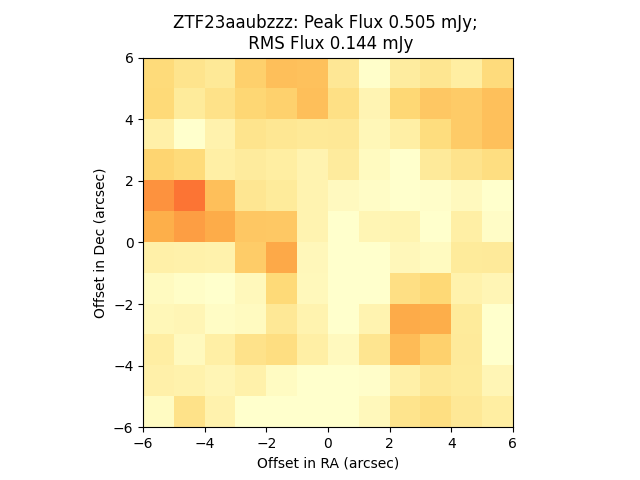 ZTF23aaubzzz: Peak Flux 0.505 mJy;
RMS Flux 0.144 mJy
6
4
2
0
−2
−4
−6
Offset in Dec (arcsec)
−6 −4 −2 0 2 4 6
Offset in RA (arcsec)